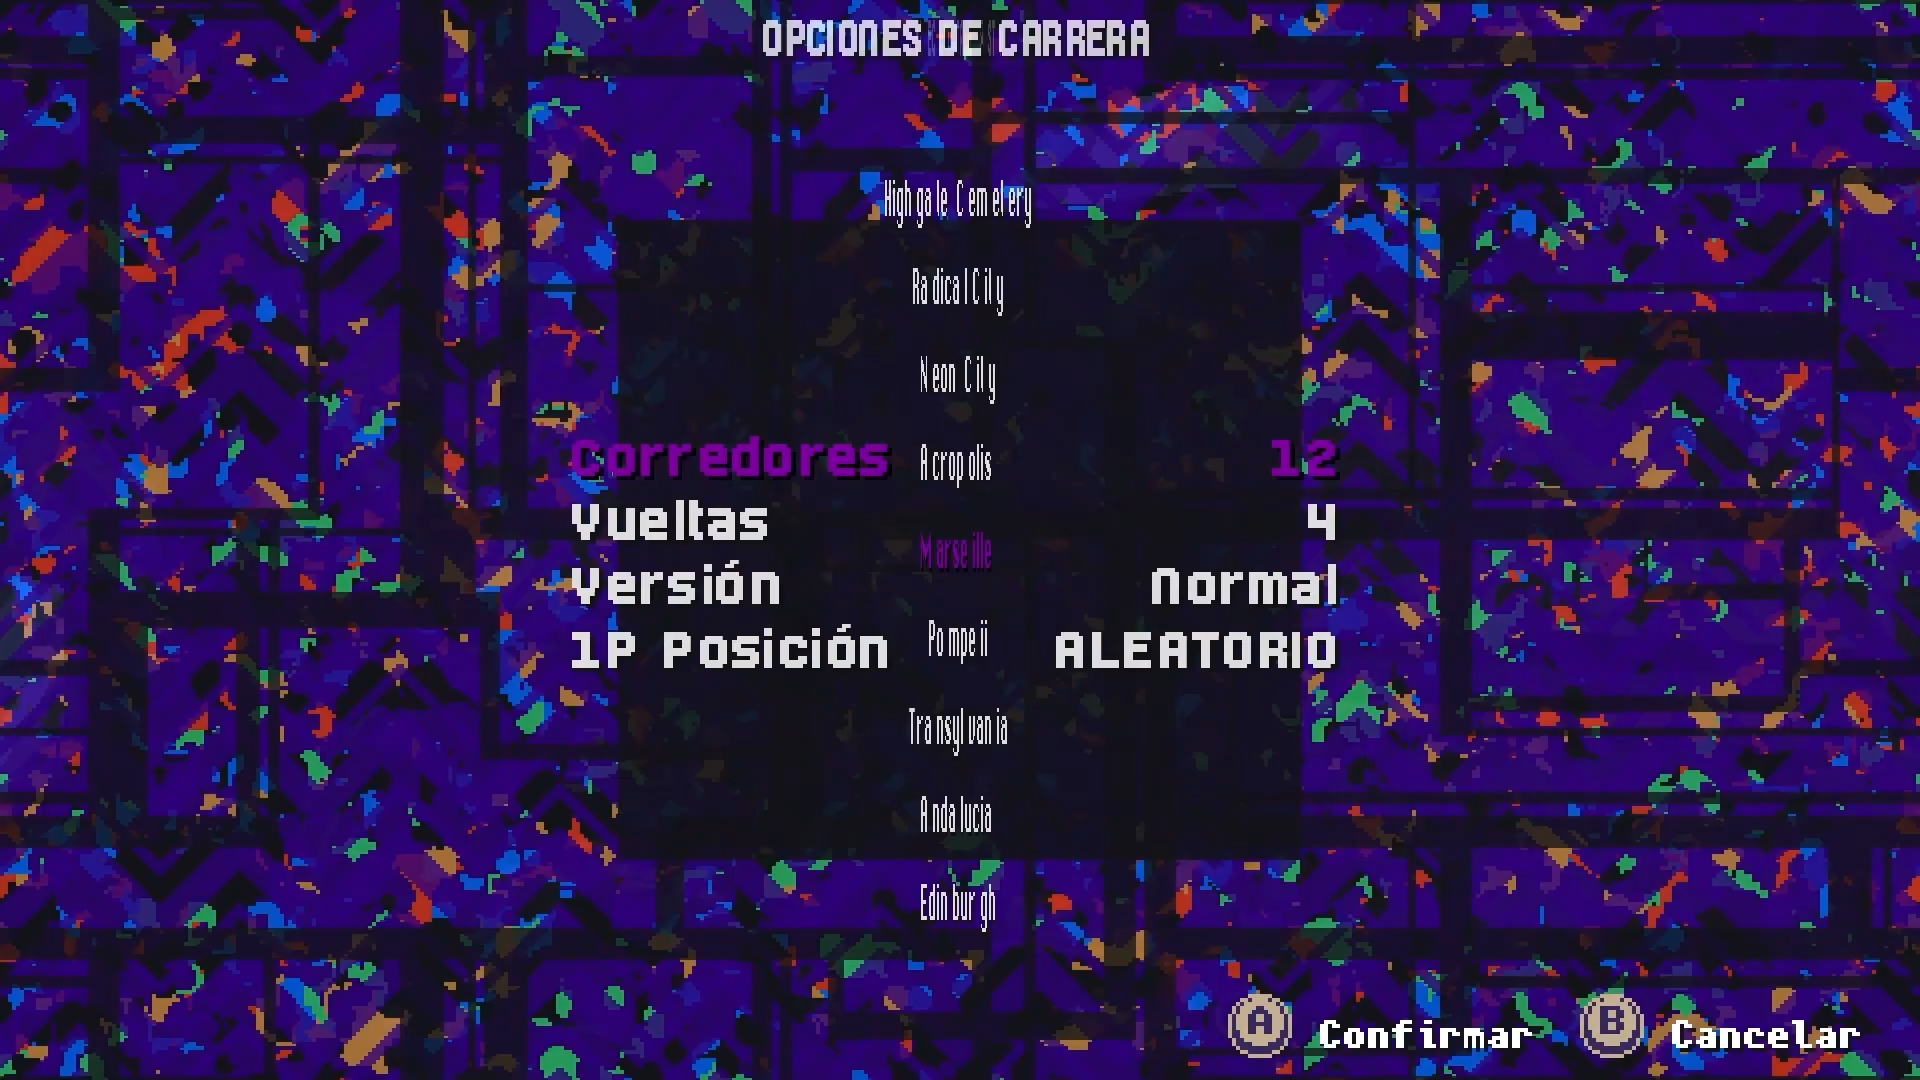 OPCIONES DE CARRERA
Highgate Cemetery
Radical City
Neon City
Acropolis
Marseille
Pompeii
Transylvania
Andalucia
Edinburgh
Corredores 12
Vueltas 4
Versión Normal
1P Posición ALEATORIO
A Confirmar B Cancelar